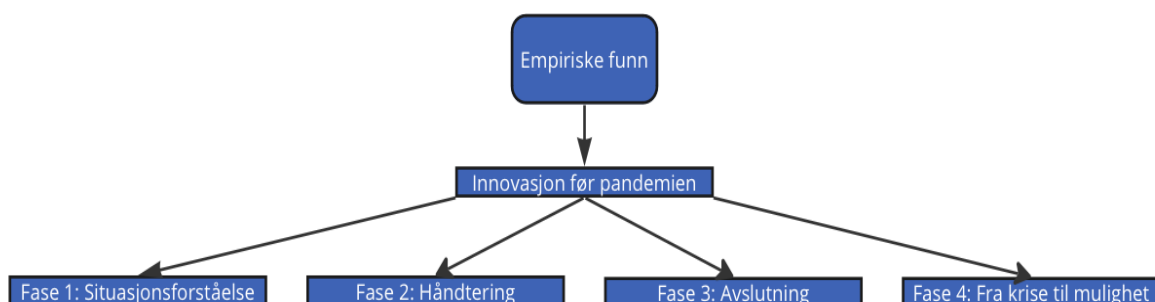 Empiriske funn
Innovasjon før pandemien
Fase 1: Situasjonsforståelse
Fase 2: Håndtering
Fase 3: Avslutning
Fase 4: Fra krise til mulighet